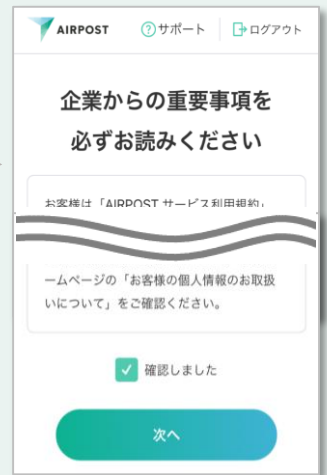 AIRPOST ?サポート ログアウト
企業からの重要事項を
必ずお読みください
お客様は「AIRPOST サービス利用規約」
ームページの「お客様の個人情報のお取扱
いについて」をご確認ください。
確認しました
次へ